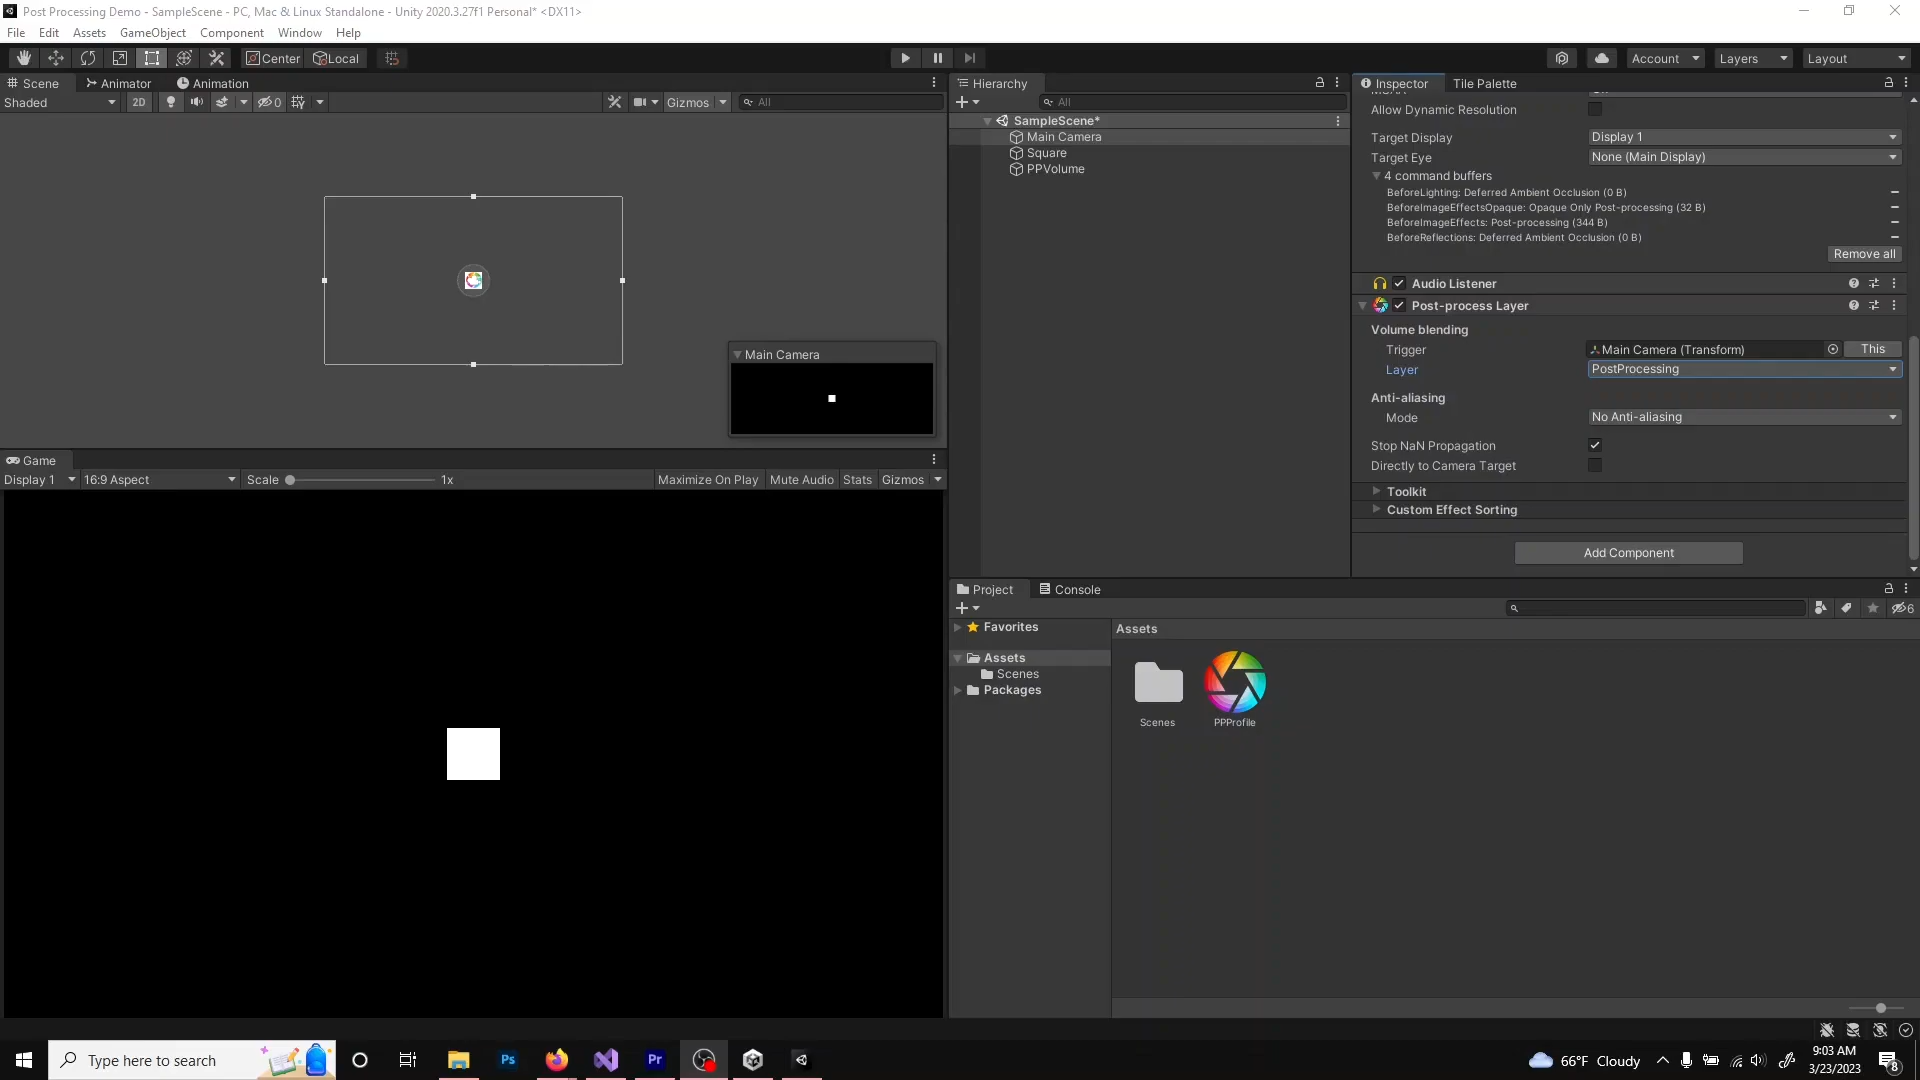 Post Processing Demo - SampleScene - PC, Mac & Linux Standalone - Unity 2020.3.27f1 Personal* <DX11>
File Edit Assets GameObject Component Window Help
Center Local Account Layers Layout
Scene Animator Animation
Shaded 2D 0 Gizmos All
Main Camera
Game
Display 1 16:9 Aspect Scale 1x Maximize On Play Mute Audio Stats Gizmos
Hierarchy
All
SampleScene*
Main Camera
Square
PPVolume
Inspector Tile Palette
Allow Dynamic Resolution
Target Display Display 1
Target Eye None (Main Display)
4 command buffers
BeforeLighting: Deferred Ambient Occlusion (0 B)
BeforeImageEffectsOpaque: Opaque Only Post-processing (32 B)
BeforeImageEffects: Post-processing (344 B)
BeforeReflections: Deferred Ambient Occlusion (0 B)
Remove all
Audio Listener
Post-process Layer
Volume blending
Trigger Main Camera (Transform) This
Layer PostProcessing
Anti-aliasing
Mode No Anti-aliasing
Stop NaN Propagation
Directly to Camera Target
Toolkit
Custom Effect Sorting
Add Component
Project Console
6
Favorites
Assets
Scenes
Packages
Assets
Scenes PPProfile
Type here to search
Ps
Pr
66°F Cloudy
9:03 AM
3/23/2023
8